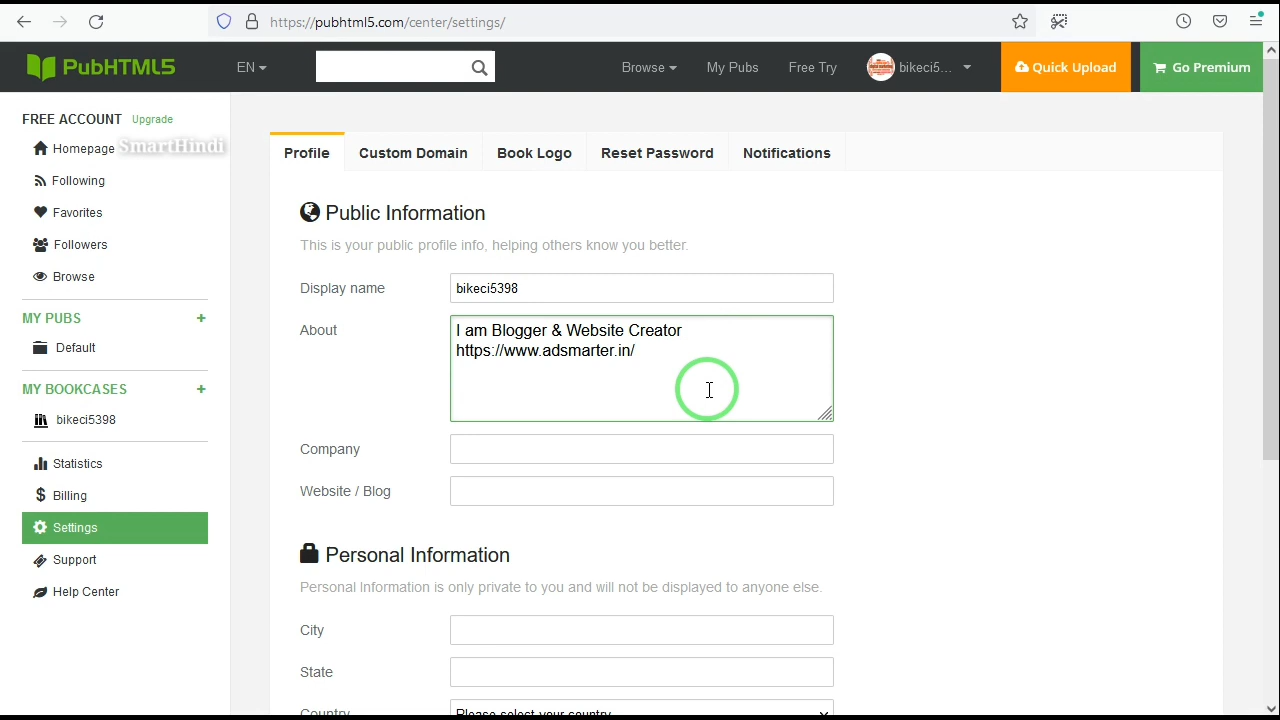 https://pubhtml5.com/center/settings/
PubHTML5
EN
Browse
My Pubs
Free Try
bikeci5...
Quick Upload
Go Premium
FREE ACCOUNT Upgrade
Homepage
SmartHindi
Following
Favorites
Followers
Browse
MY PUBS +
Default
MY BOOKCASES +
bikeci5398
Statistics
Billing
Settings
Support
Help Center
Profile
Custom Domain
Book Logo
Reset Password
Notifications
Public Information
This is your public profile info, helping others know you better.
Display name
bikeci5398
About
I am Blogger & Website Creator
https://www.adsmarter.in/
Company
Website / Blog
Personal Information
Personal Information is only private to you and will not be displayed to anyone else.
City
State
Country
Please select your country